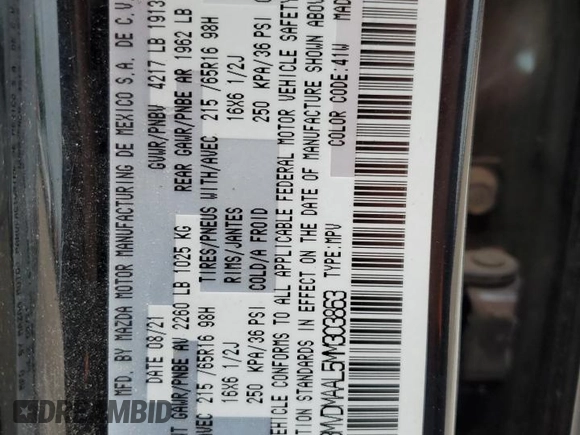 MFD. BY MAZDA MOTOR MANUFACTURING DE MEXICO S.A. DE C.V.
DATE 08/21 GVWR/PNBV 4217 LB 1913
GAWR/PNBE AV 2260 LB 1025 KG REAR GAWR/PNBE AR 1962 LB
AVEC 215 /65R16 98H TIRES/PNEUS WITH/AVEC 215 /65R16 98H
16X6 1/2J RIMS/JANTES 16X6 1/2J
250 KPA/36 PSI COLD/A FROID 250 KPA/36 PSI
VEHICLE CONFORMS TO ALL APPLICABLE FEDERAL MOTOR VEHICLE SAFETY
STANDARDS IN EFFECT ON THE DATE OF MANUFACTURE SHOWN ABOVE
TYPE:MPV COLOR CODE:41W MAD
AUTOBIDMASTER